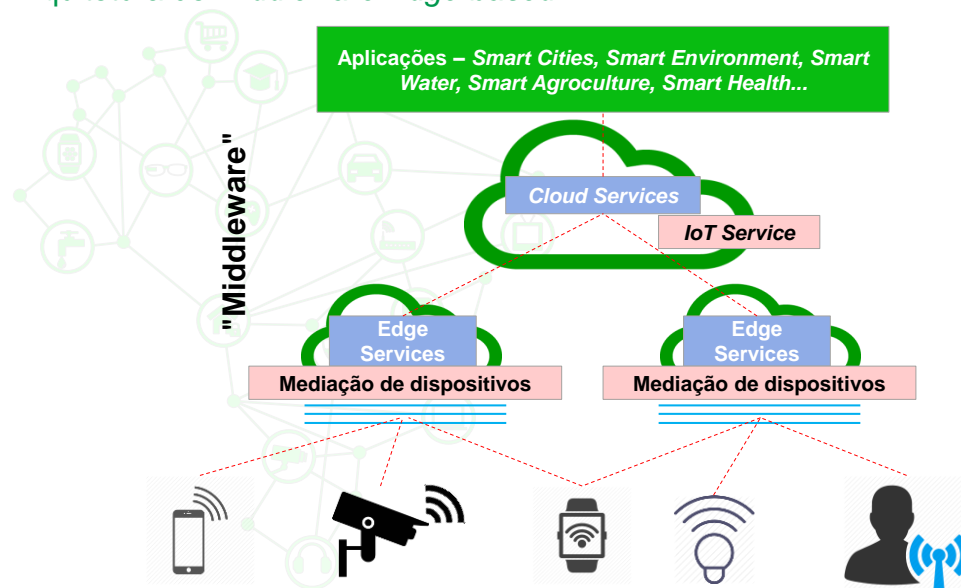 Aplicações – Smart Cities, Smart Environment, Smart
Water, Smart Agroculture, Smart Health...
"Middleware"
Cloud Services
IoT Service
Edge
Services
Mediação de dispositivos
Edge
Services
Mediação de dispositivos